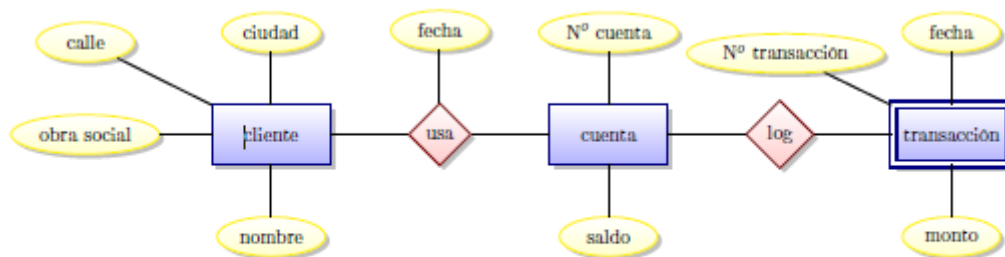 calle
ciudad
fecha
Nº cuenta
Nº transacción
fecha
obra social
cliente
usa
cuenta
log
transacción
nombre
saldo
monto